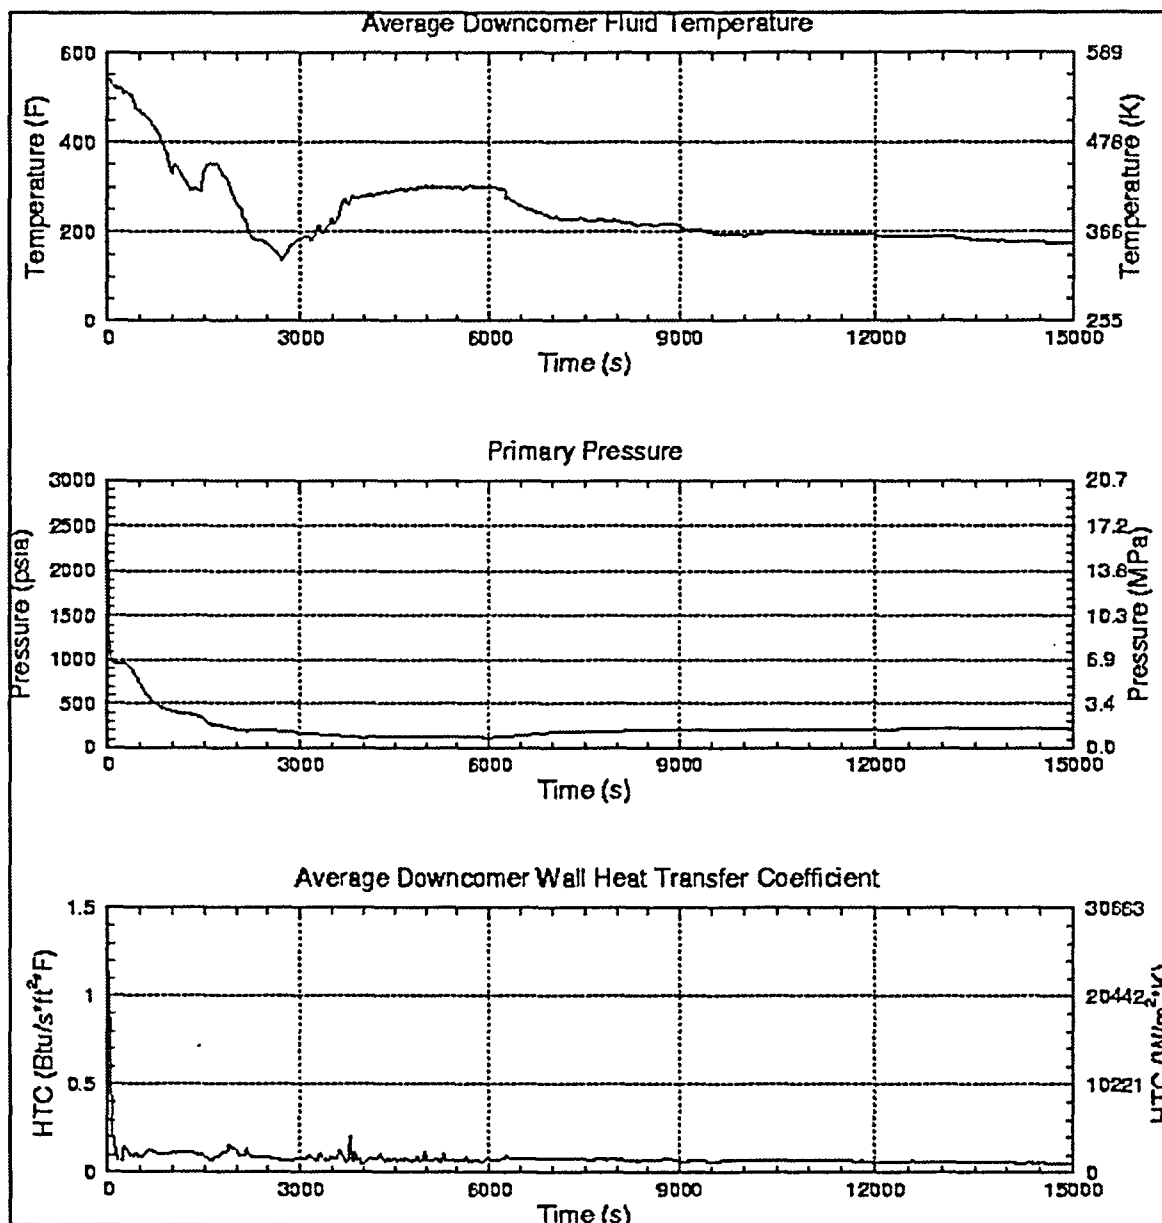 Average Downcomer Fluid Temperature
600
400
200
0
Temperature (F)
589
478
366
255
Temperature (K)
0 3000 6000 9000 12000 15000
Time (s)
Primary Pressure
3000
2500
2000
1500
1000
500
0
Pressure (psia)
20.7
17.2
13.8
10.3
6.9
3.4
0.0
Pressure (MPa)
0 3000 6000 9000 12000 15000
Time (s)
Average Downcomer Wall Heat Transfer Coefficient
1.5
1
0.5
0
HTC (Btu/s*ft²*F)
30663
20442
10221
0
HTC (W/m²*K)
0 3000 6000 9000 12000 15000
Time (s)